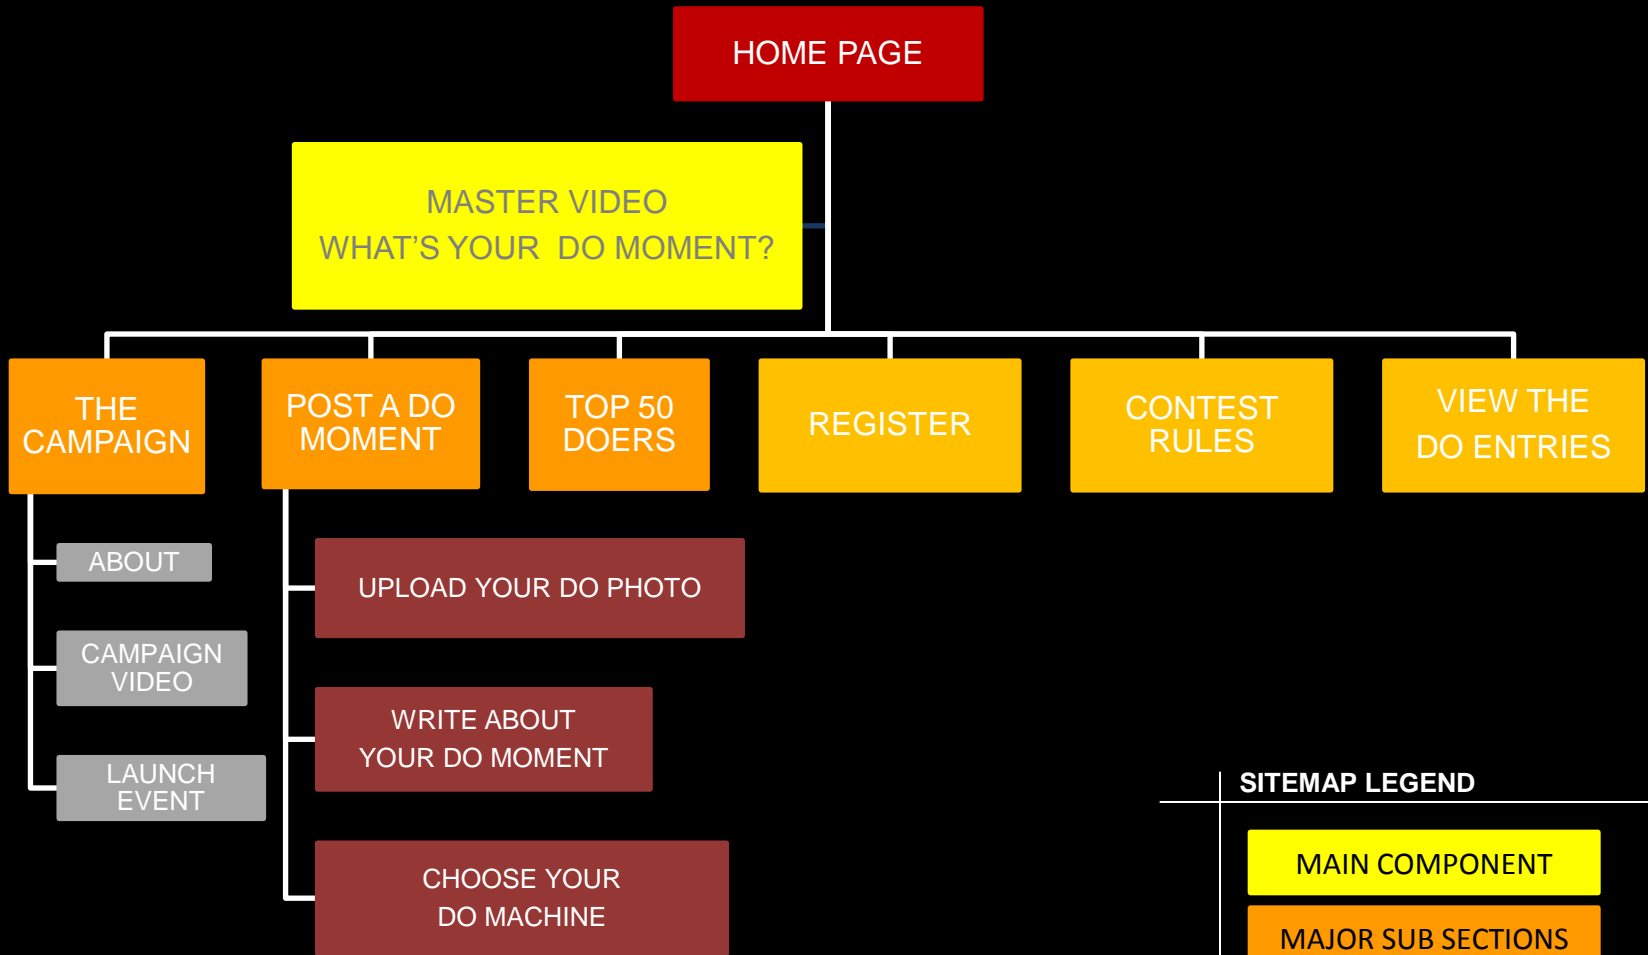 HOME PAGE
MASTER VIDEO
WHAT'S YOUR  DO MOMENT?
THE
CAMPAIGN
POST A DO
MOMENT
TOP 50
DOERS
REGISTER
CONTEST
RULES
VIEW THE
DO ENTRIES
ABOUT
CAMPAIGN
VIDEO
LAUNCH
EVENT
UPLOAD YOUR DO PHOTO
WRITE ABOUT
YOUR DO MOMENT
CHOOSE YOUR
DO MACHINE
SITEMAP LEGEND
MAIN COMPONENT
MAJOR SUB SECTIONS